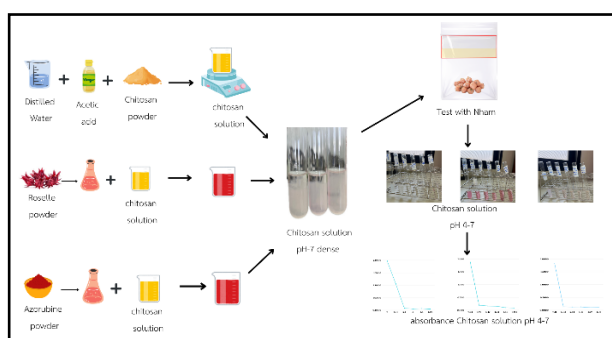 Distilled
Water
Acetic
acid
Chitosan
powder
chitosan
solution
Roselle
powder
chitosan
solution
Azorubine
powder
chitosan
solution
Chitosan solution
pH-7 dense
Test with Nham
Chitosan solution
pH 4-7
absorbance Chitosan solution pH 4-7